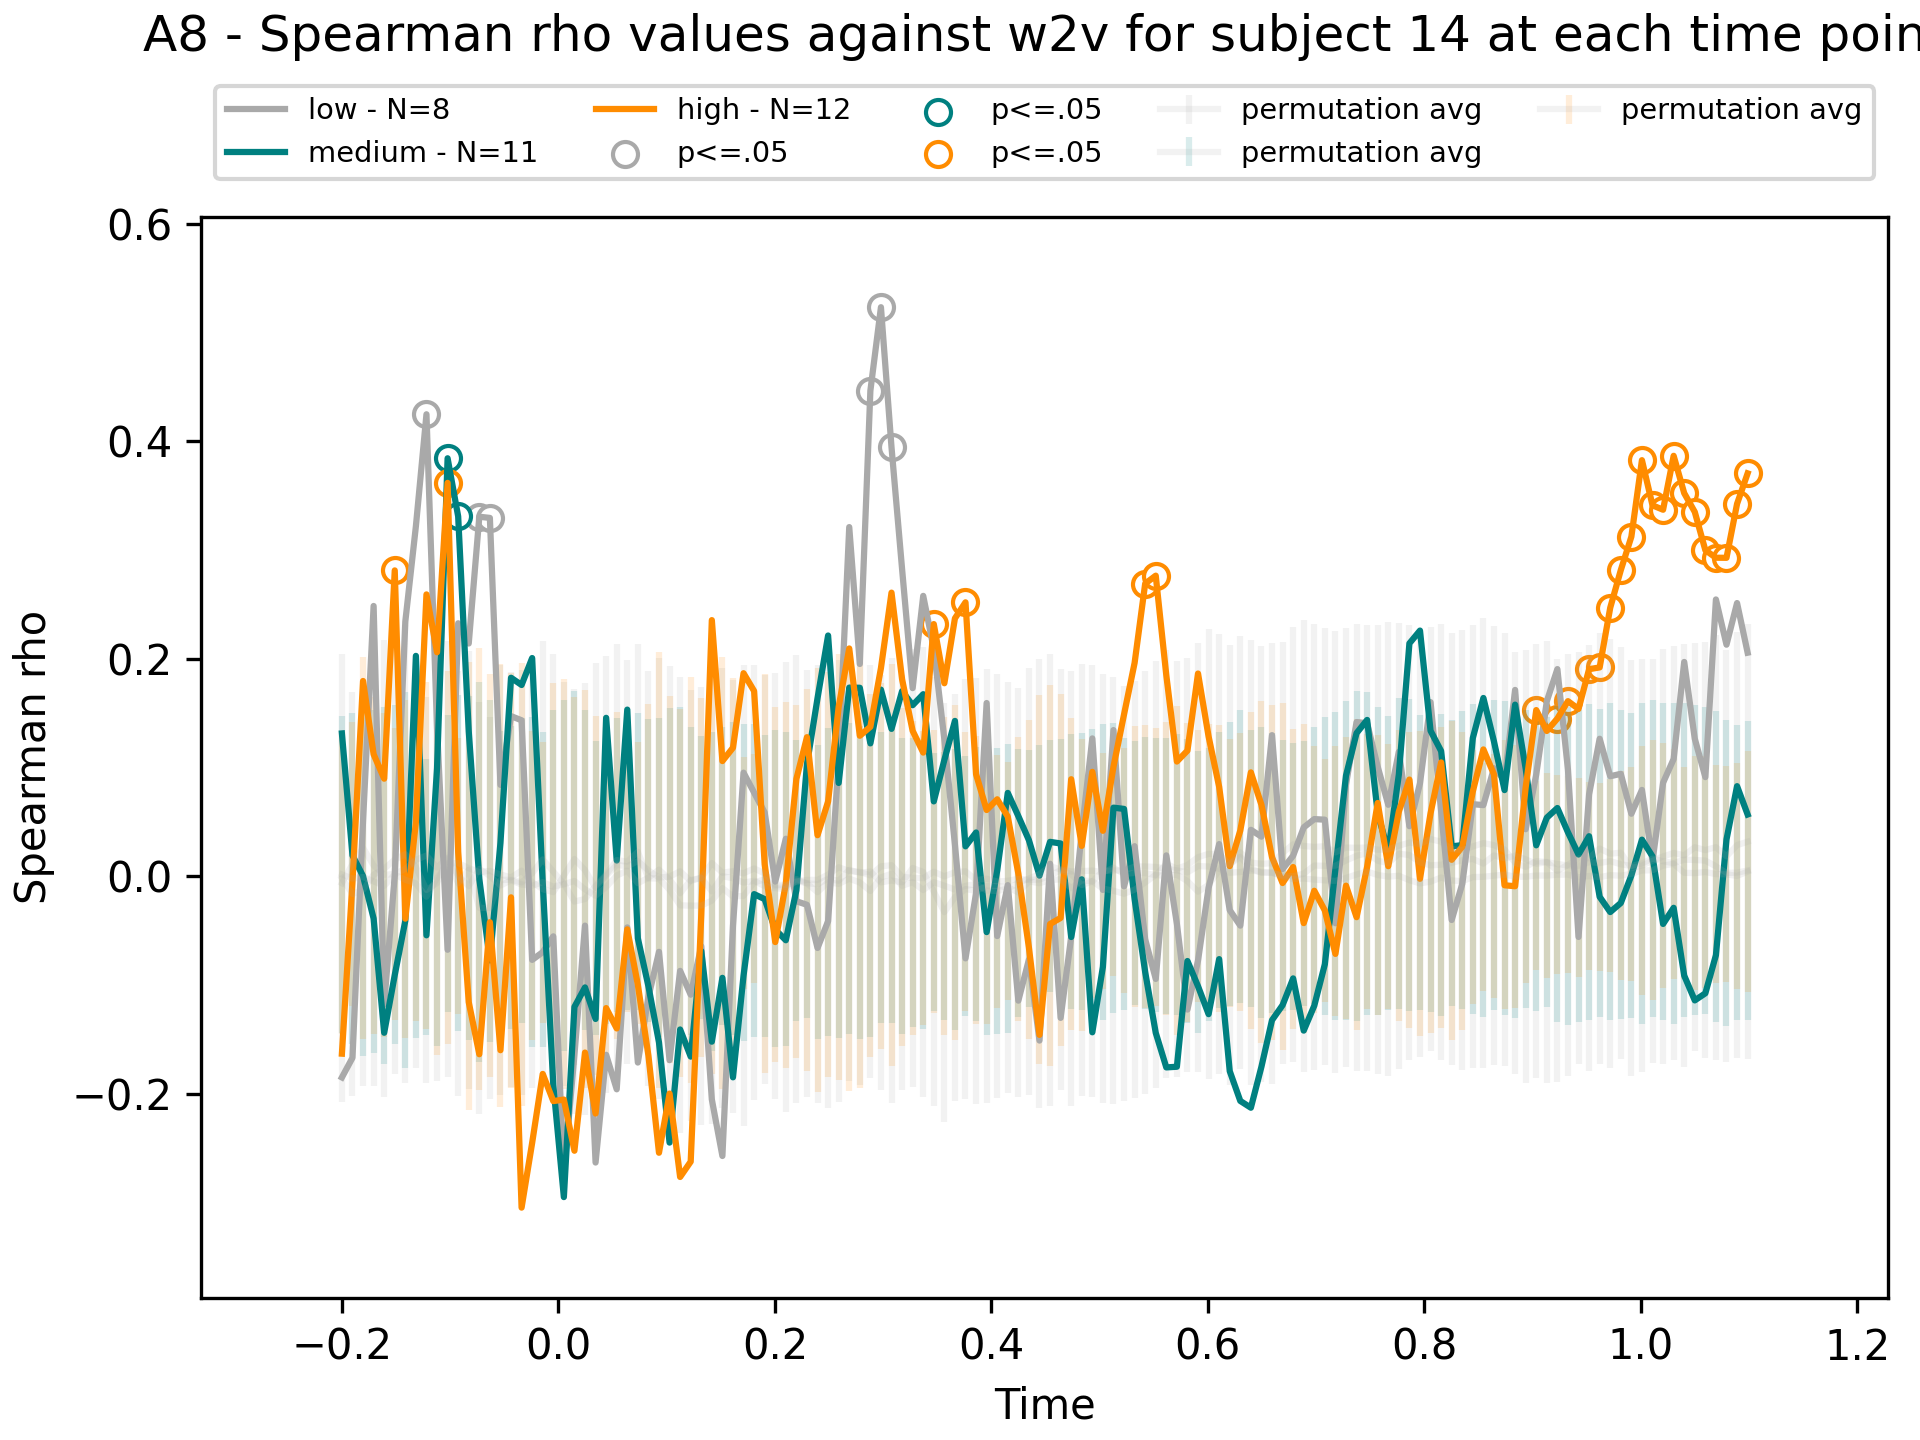 A8 - Spearman rho values against w2v for subject 14 at each time poin
low - N=8
medium - N=11
high - N=12
p<=.05
p<=.05
p<=.05
permutation avg
permutation avg
permutation avg
0.6
0.4
0.2
0.0
−0.2
Spearman rho
−0.2 0.0 0.2 0.4 0.6 0.8 1.0 1.2
Time